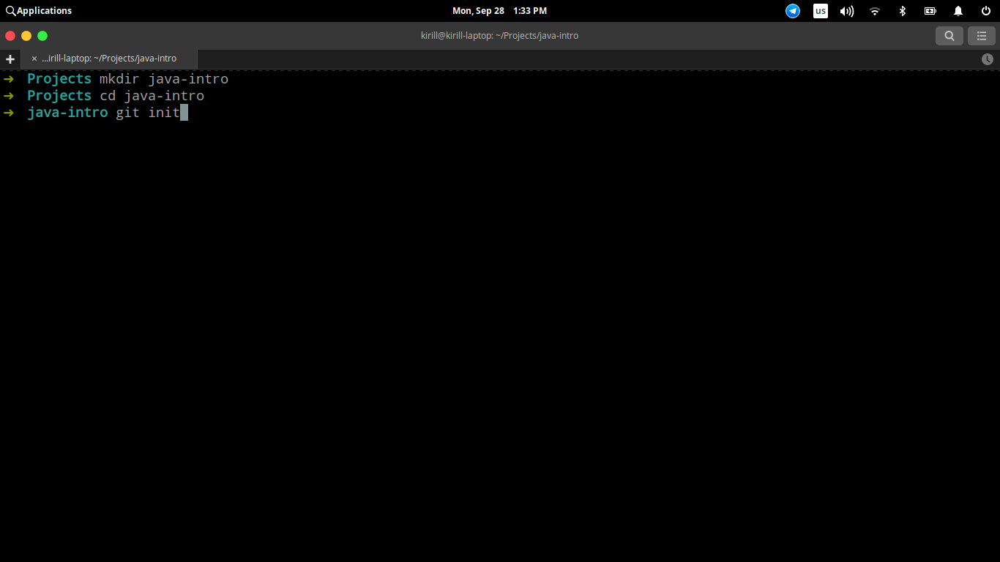 Applications
Mon, Sep 28 1:33 PM
us
kirill@kirill-laptop: ~/Projects/java-intro
...irill-laptop: ~/Projects/java-intro
➜ Projects mkdir java-intro
➜ Projects cd java-intro
➜ java-intro git init